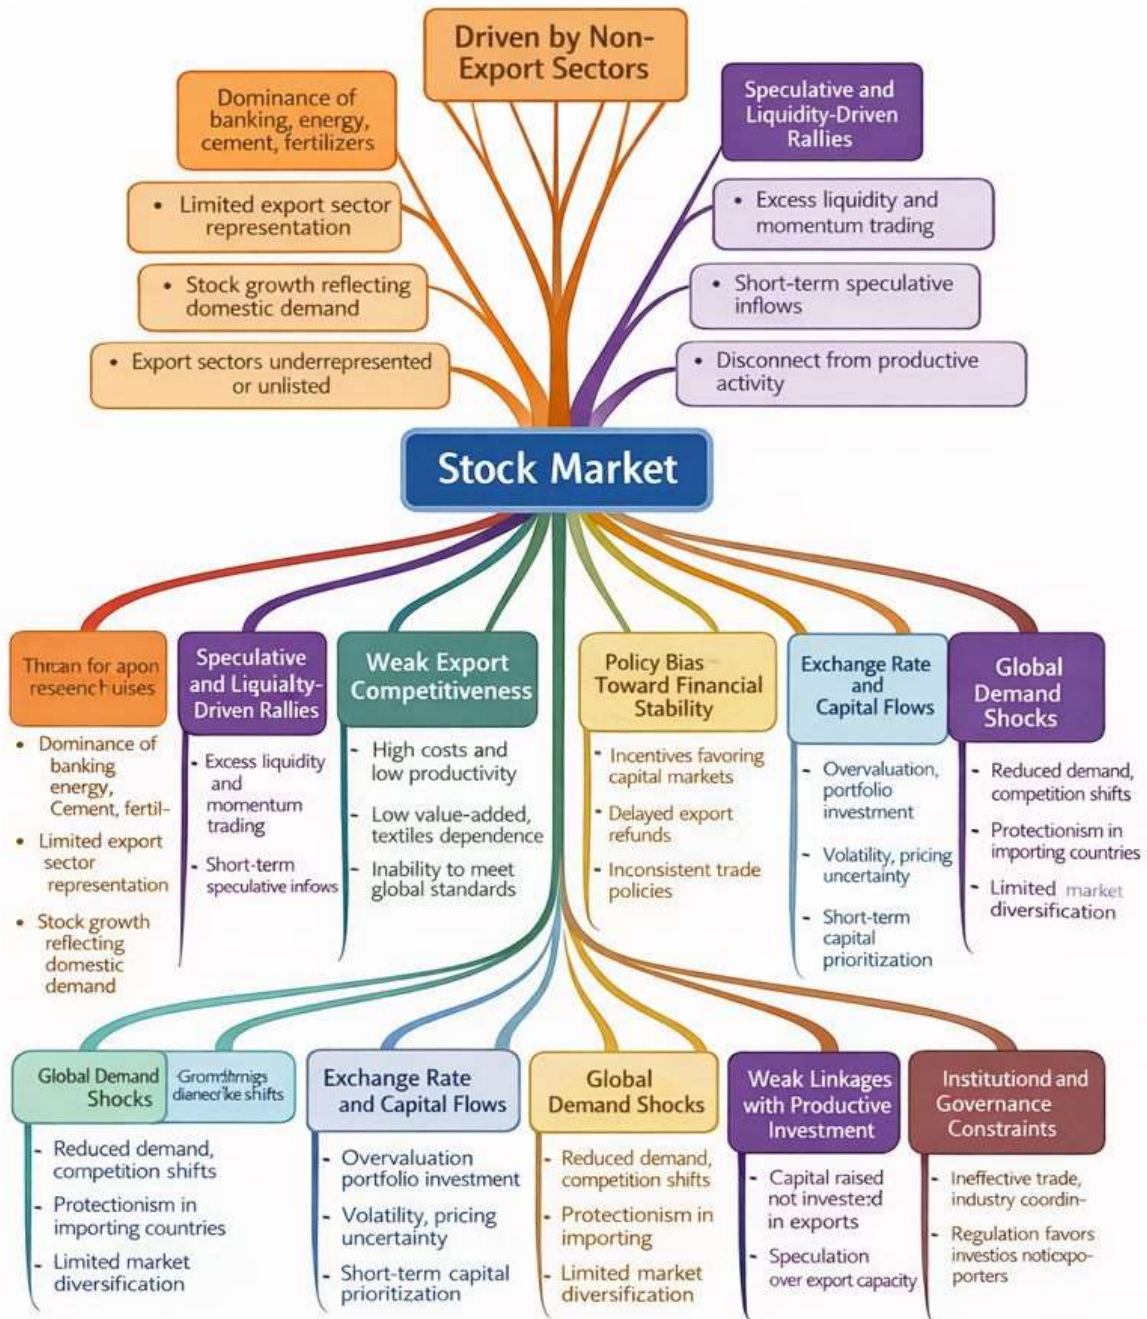 Driven by Non-
Export Sectors
Dominance of
banking, energy,
cement, fertilizers
• Limited export sector
representation
• Stock growth reflecting
domestic demand
• Export sectors underrepresented
or unlisted
Speculative and
Liquidity-Driven
Rallies
• Excess liquidity and
momentum trading
• Short-term speculative
inflows
• Disconnect from productive
activity
Stock Market
for apon
• Dominance of
banking
energy,
Cement, fertil-
• Limited export
sector
representation
• Stock growth
reflecting
domestic
demand
Speculative
and Liquialty-
Driven Rallies
- Excess liquidity
and
momentum
trading
- Short-term
speculative infows
Weak Export
Competitiveness
- High costs and
low productivity
- Low value-added,
textiles dependence
- Inability to meet
global standards
Policy Bias
Toward Financial
Stability
- Incentives favoring
capital markets
- Delayed export
refunds
- Inconsistent trade
policies
Exchange Rate
and
Capital Flows
- Overvaluation,
portfolio
investment
- Volatility, pricing
uncertainty
- Short-term
capital
prioritization
Global
Demand
Shocks
- Reduced demand,
competition shifts
- Protectionism in
importing countries
- Limited market
diversification
Global Demand
Shocks
shifts
- Reduced demand,
competition shifts
- Protectionism in
importing countries
- Limited market
diversification
Exchange Rate
and Capital Flows
- Overvaluation
portfolio investment
- Volatility, pricing
uncertainty
- Short-term capital
prioritization
Global
Demand Shocks
- Reduced demand,
competition shifts
- Protectionism in
importing
- Limited market
diversification
Weak Linkages
with Productive
Investment
- Capital raised
not invested
in exports
- Speculation
over export capacity
Institutiond and
Governance
Constraints
- Ineffective trade,
industry coordin-
- Regulation favors
investios noticxpo-
porters